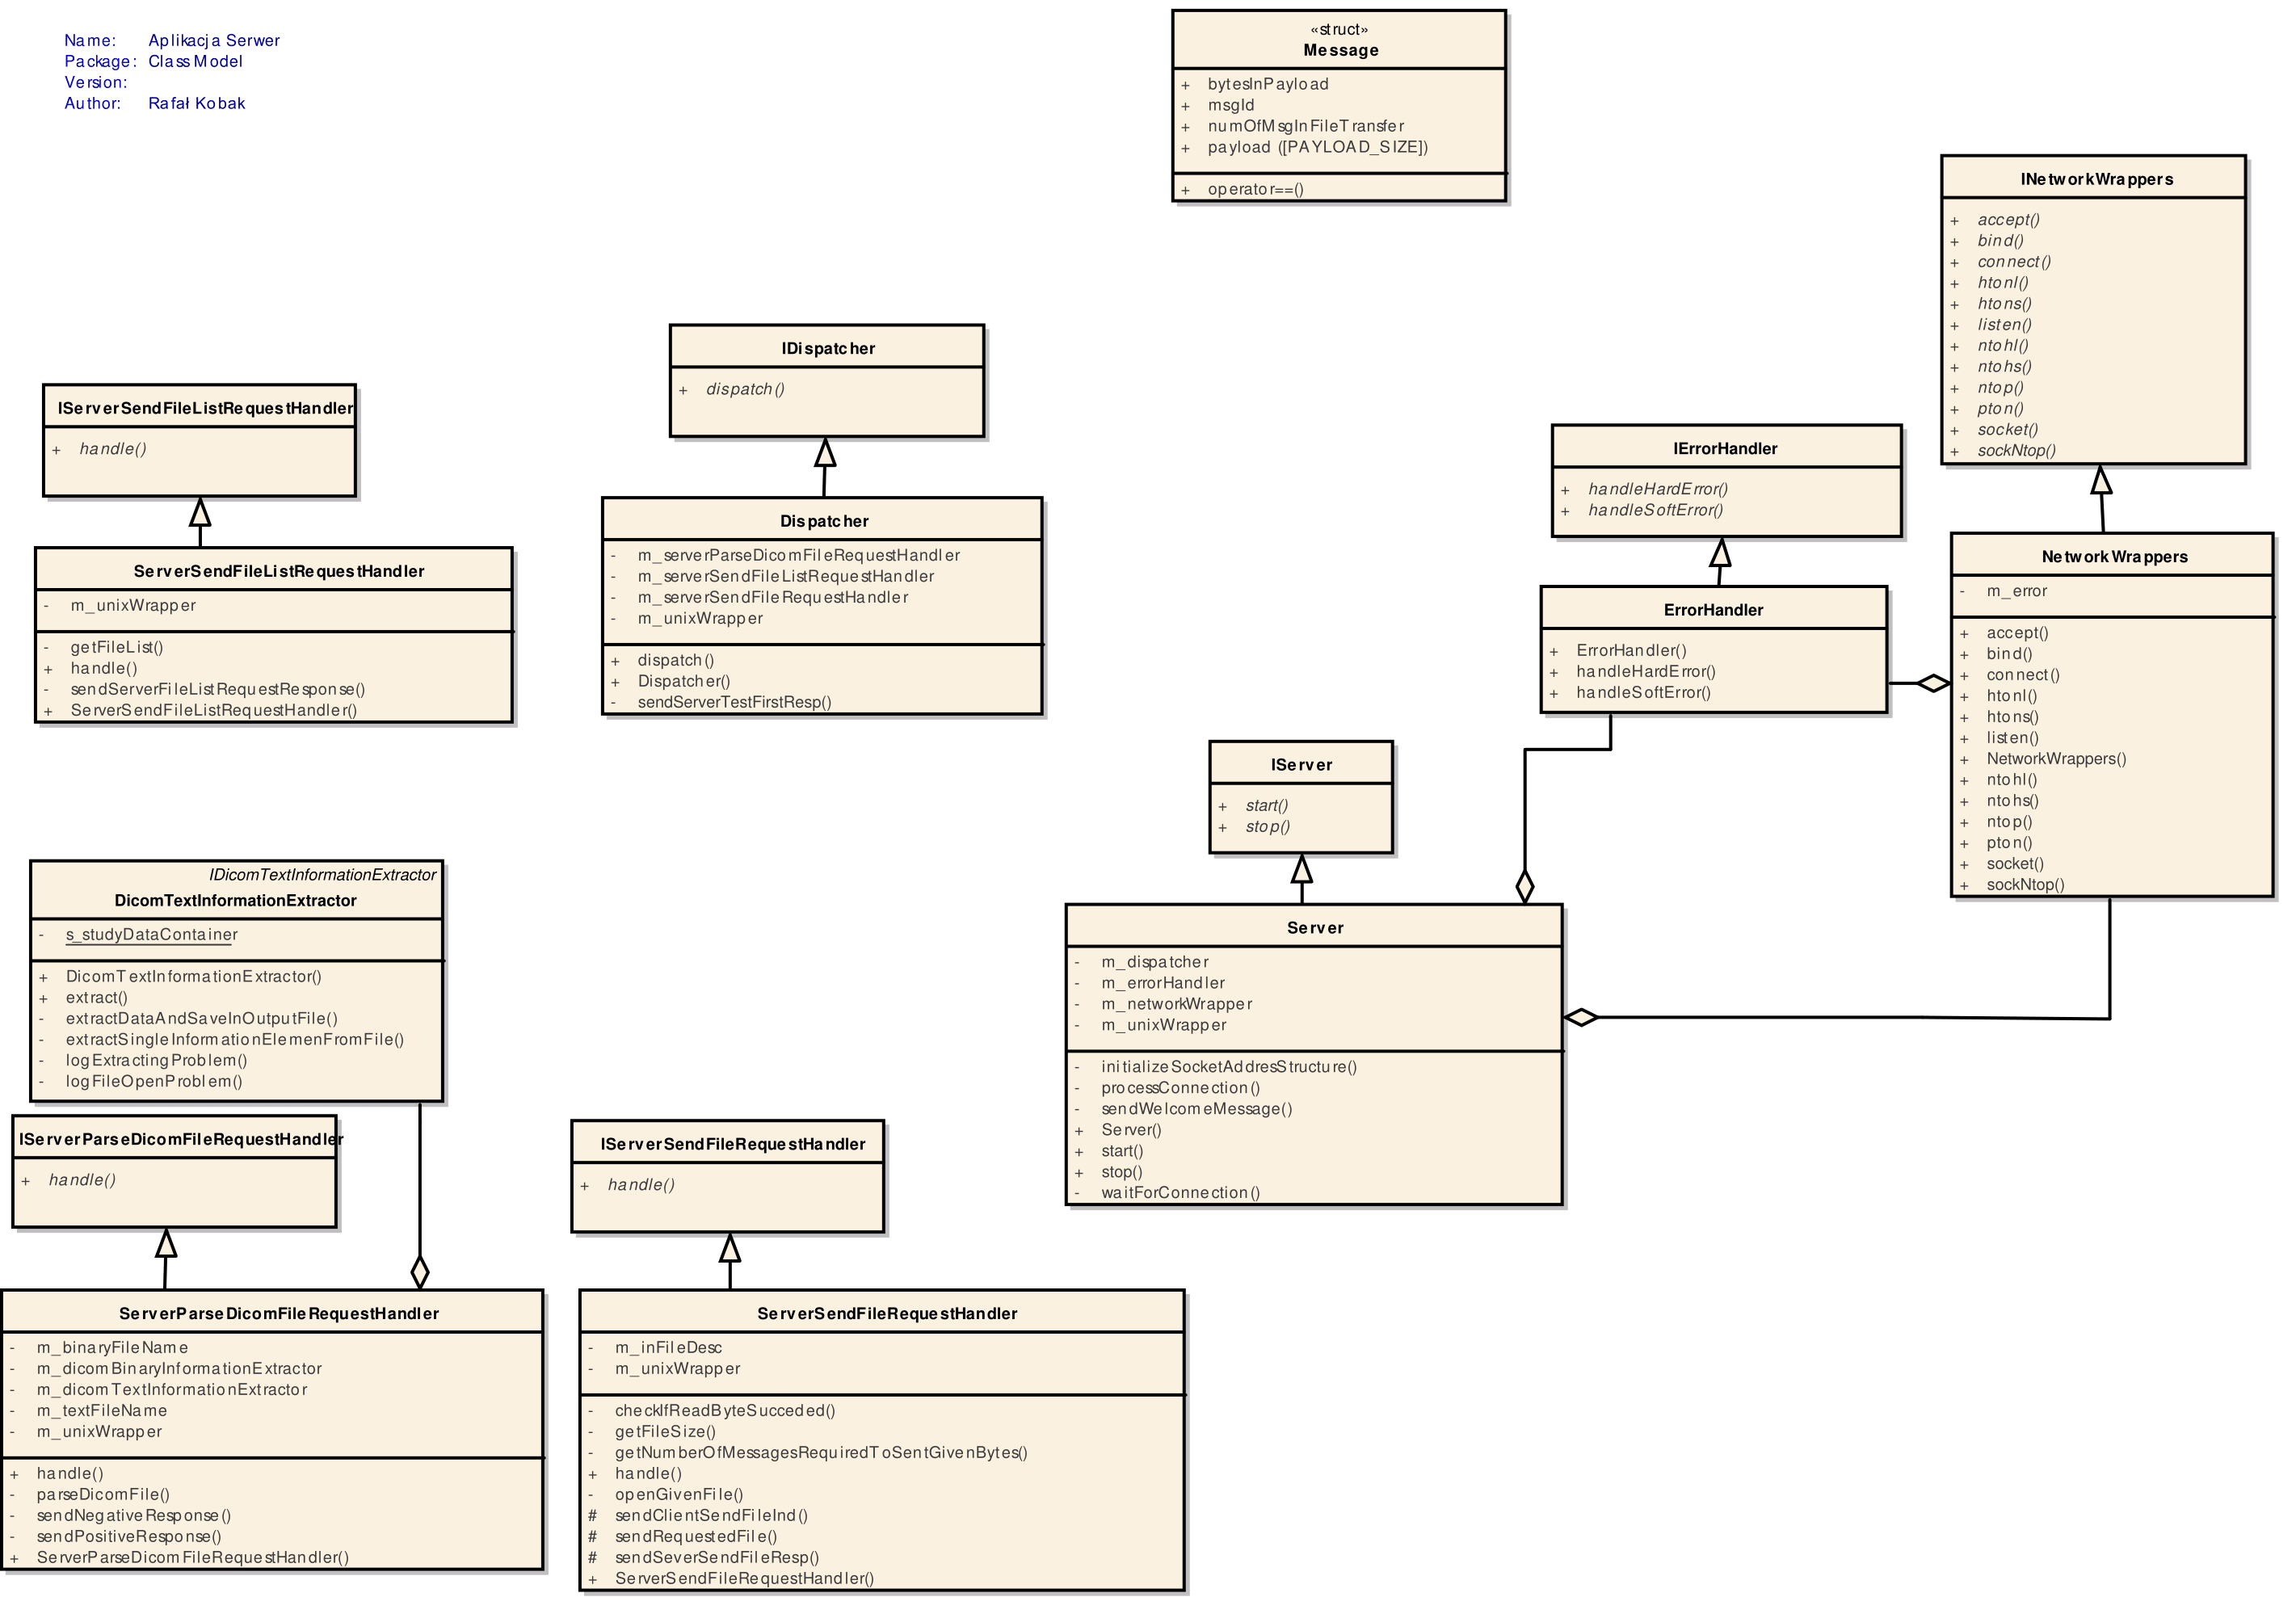 Name: Aplikacja Serwer
Package: Class Model
Version:
Author: Rafał Kobak
«struct»
Message
+ bytesInPayload
+ msgId
+ numOfMsgInFileTransfer
+ payload ([PAYLOAD_SIZE])
+ operator==()
INetworkWrappers
+ accept()
+ bind()
+ connect()
+ htonl()
+ htons()
+ listen()
+ ntohl()
+ ntohs()
+ ntop()
+ pton()
+ socket()
+ sockNtop()
IDispatcher
+ dispatch()
IServerSendFileListRequestHandler
+ handle()
IErrorHandler
+ handleHardError()
+ handleSoftError()
Dispatcher
- m_serverParseDicomFileRequestHandler
- m_serverSendFileListRequestHandler
- m_serverSendFileRequestHandler
- m_unixWrapper
+ dispatch()
+ Dispatcher()
- sendServerTestFirstResp()
ServerSendFileListRequestHandler
- m_unixWrapper
- getFileList()
+ handle()
- sendServerFileListRequestResponse()
+ ServerSendFileListRequestHandler()
ErrorHandler
+ ErrorHandler()
+ handleHardError()
+ handleSoftError()
NetworkWrappers
- m_error
+ accept()
+ bind()
+ connect()
+ htonl()
+ htons()
+ listen()
+ NetworkWrappers()
+ ntohl()
+ ntohs()
+ ntop()
+ pton()
+ socket()
+ sockNtop()
IServer
+ start()
+ stop()
IDicomTextInformationExtractor
DicomTextInformationExtractor
- s_studyDataContainer
+ DicomTextInformationExtractor()
+ extract()
- extractDataAndSaveInOutputFile()
- extractSingleInformationElemenFromFile()
- logExtractingProblem()
- logFileOpenProblem()
Server
- m_dispatcher
- m_errorHandler
- m_networkWrapper
- m_unixWrapper
- initializeSocketAddresStructure()
- processConnection()
- sendWelcomeMessage()
+ Server()
+ start()
+ stop()
- waitForConnection()
IServerParseDicomFileRequestHandler
+ handle()
IServerSendFileRequestHandler
+ handle()
ServerParseDicomFileRequestHandler
- m_binaryFileName
- m_dicomBinaryInformationExtractor
- m_dicomTextInformationExtractor
- m_textFileName
- m_unixWrapper
+ handle()
- parseDicomFile()
- sendNegativeResponse()
- sendPositiveResponse()
+ ServerParseDicomFileRequestHandler()
ServerSendFileRequestHandler
- m_inFileDesc
- m_unixWrapper
- checkIfReadByteSucceded()
- getFileSize()
- getNumberOfMessagesRequiredToSentGivenBytes()
+ handle()
- openGivenFile()
# sendClientSendFileInd()
# sendRequestedFile()
# sendSeverSendFileResp()
+ ServerSendFileRequestHandler()